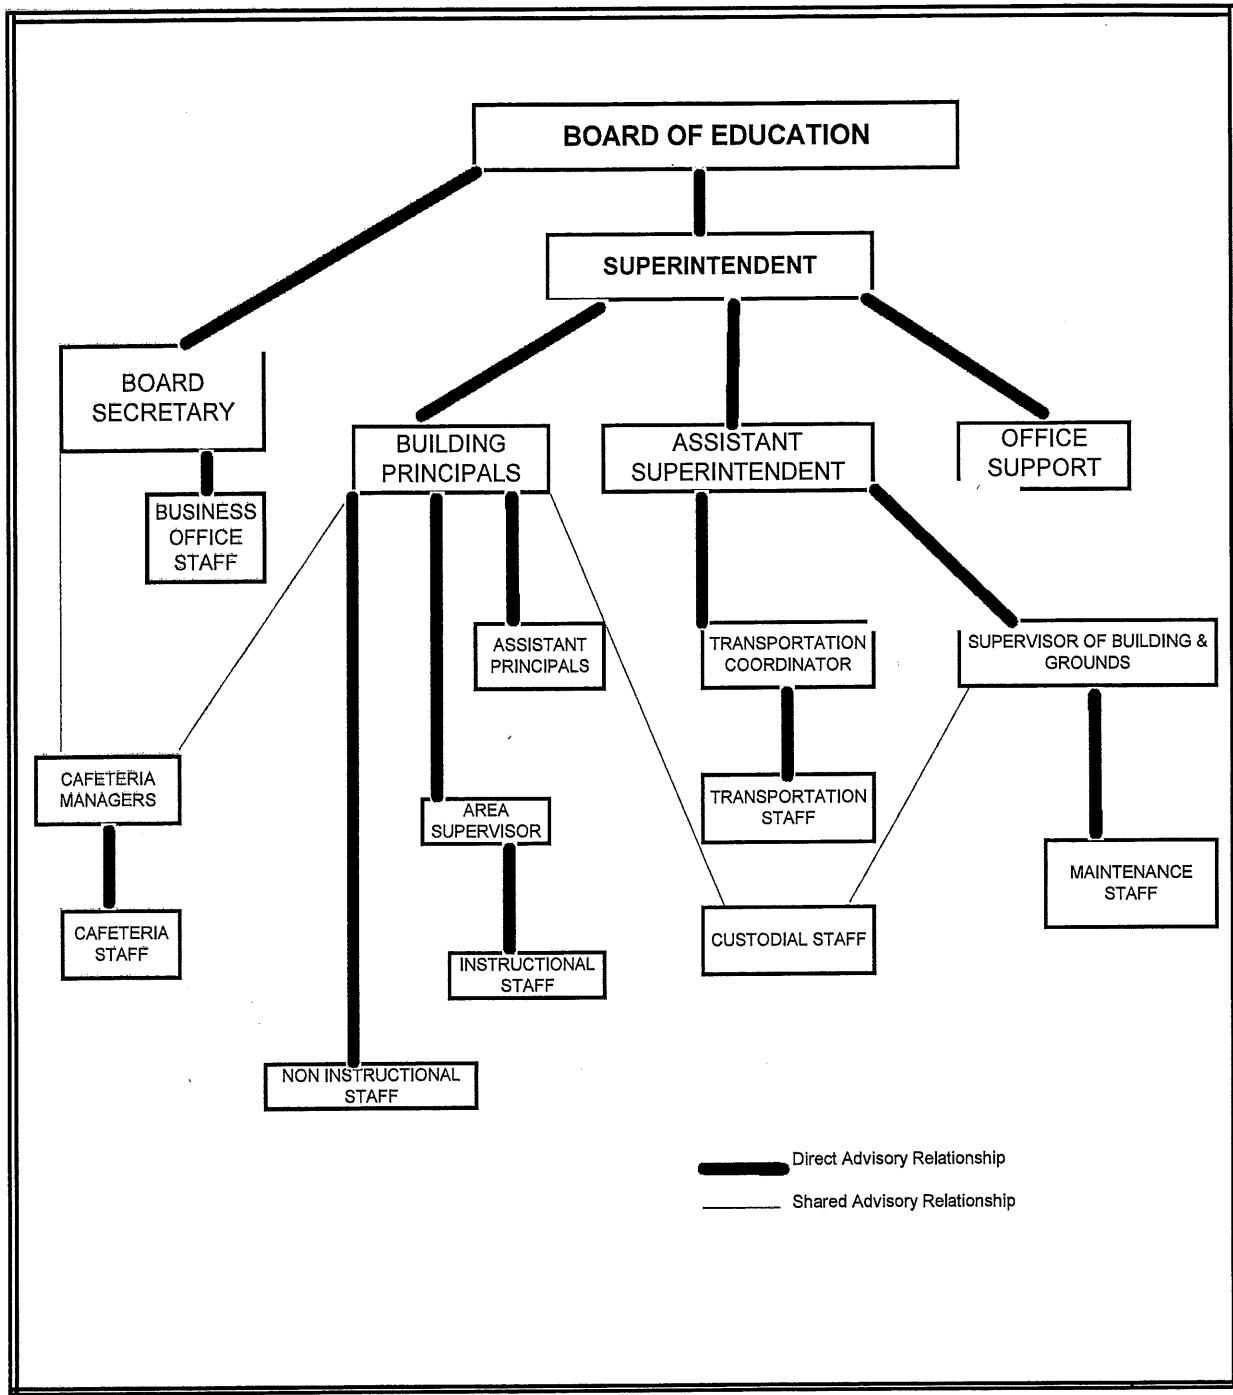 BOARD OF EDUCATION
SUPERINTENDENT
BOARD
SECRETARY
BUILDING
PRINCIPALS
ASSISTANT
SUPERINTENDENT
OFFICE
SUPPORT
BUSINESS
OFFICE
STAFF
ASSISTANT
PRINCIPALS
TRANSPORTATION
COORDINATOR
SUPERVISOR OF BUILDING &
GROUNDS
CAFETERIA
MANAGERS
AREA
SUPERVISOR
TRANSPORTATION
STAFF
MAINTENANCE
STAFF
CAFETERIA
STAFF
INSTRUCTIONAL
STAFF
CUSTODIAL STAFF
NON INSTRUCTIONAL
STAFF
Direct Advisory Relationship
Shared Advisory Relationship